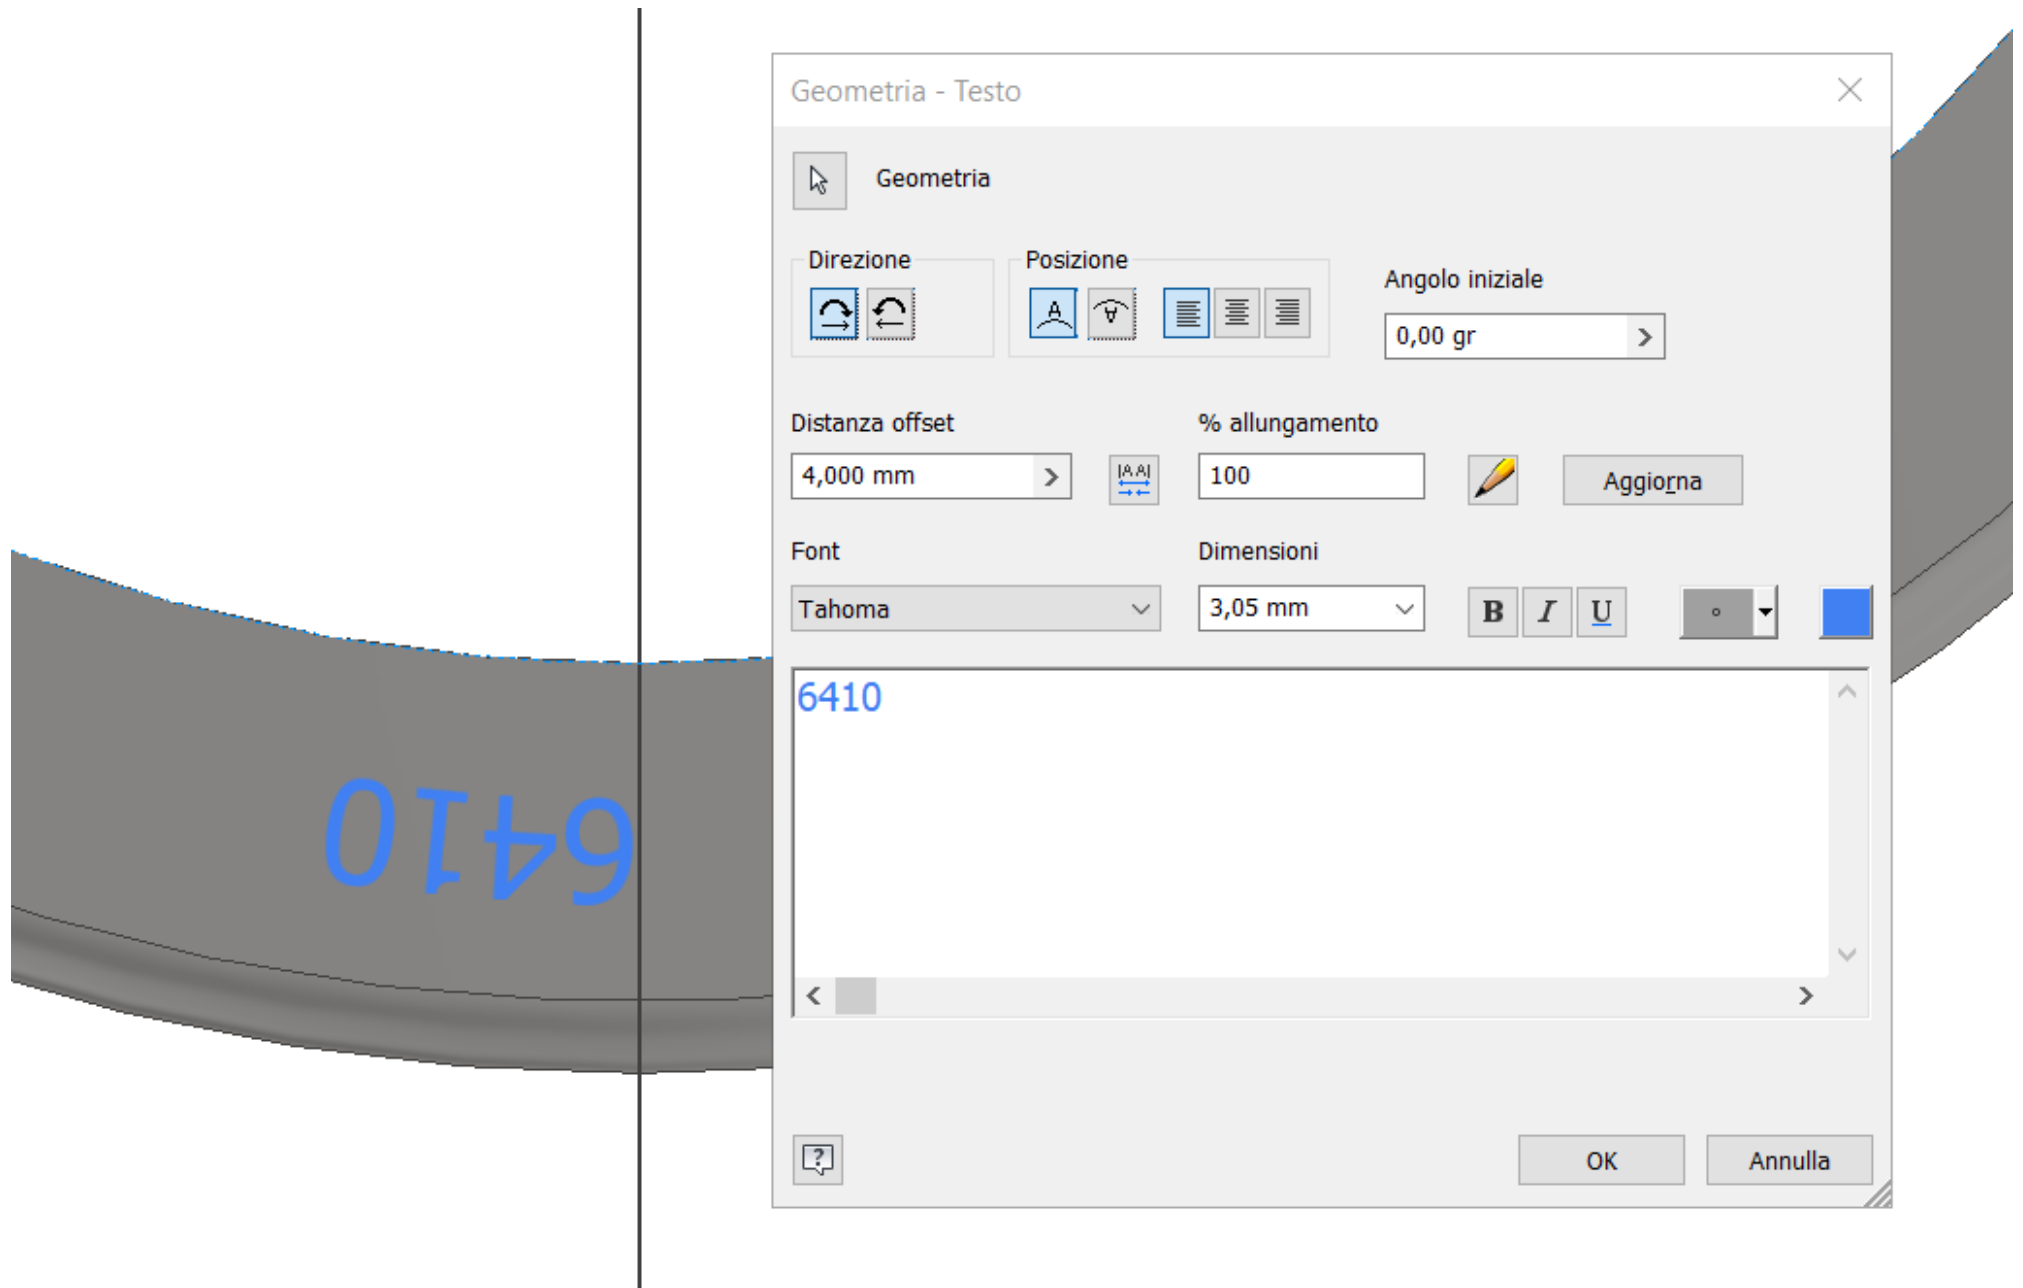 Geometria - Testo
Geometria
Direzione
Posizione
Angolo iniziale
0,00 gr
Distanza offset
% allungamento
4,000 mm
100
Aggiorna
Font
Dimensioni
Tahoma
3,05 mm
B I U
6410
6410
OK
Annulla